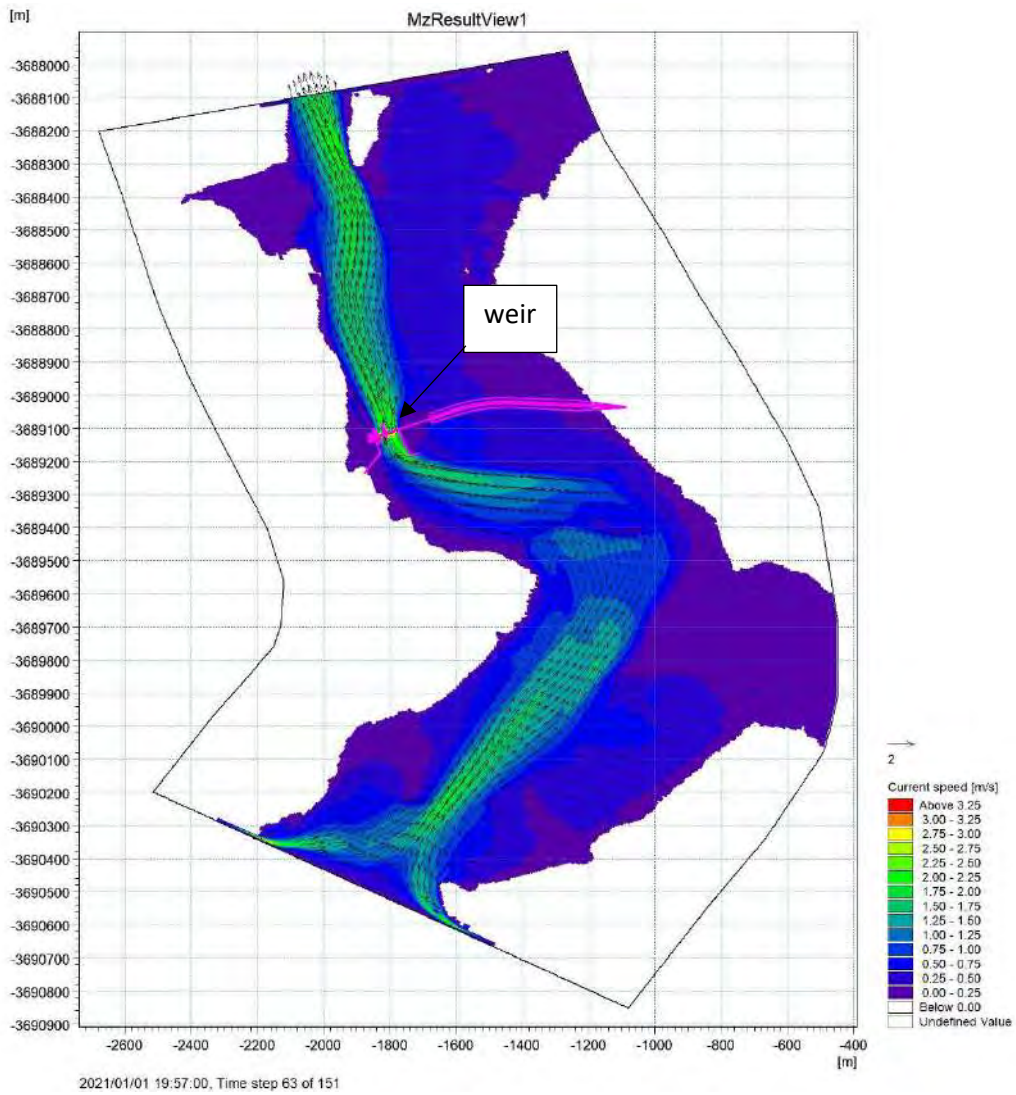 [m]
MzResultView1
-3688000
-3688100
-3688200
-3688300
-3688400
-3688500
-3688600
-3688700
-3688800
-3688900
-3689000
-3689100
-3689200
-3689300
-3689400
-3689500
-3689600
-3689700
-3689800
-3689900
-3690000
-3690100
-3690200
-3690300
-3690400
-3690500
-3690600
-3690700
-3690800
-3690900
weir
-2600 -2400 -2200 -2000 -1800 -1600 -1400 -1200 -1000 -800 -600 -400
[m]
2
Current speed [m/s]
Above 3.25
3.00 - 3.25
2.75 - 3.00
2.50 - 2.75
2.25 - 2.50
2.00 - 2.25
1.75 - 2.00
1.50 - 1.75
1.25 - 1.50
1.00 - 1.25
0.75 - 1.00
0.50 - 0.75
0.25 - 0.50
0.00 - 0.25
Below 0.00
Undefined Value
2021/01/01 19:57:00, Time step 63 of 151